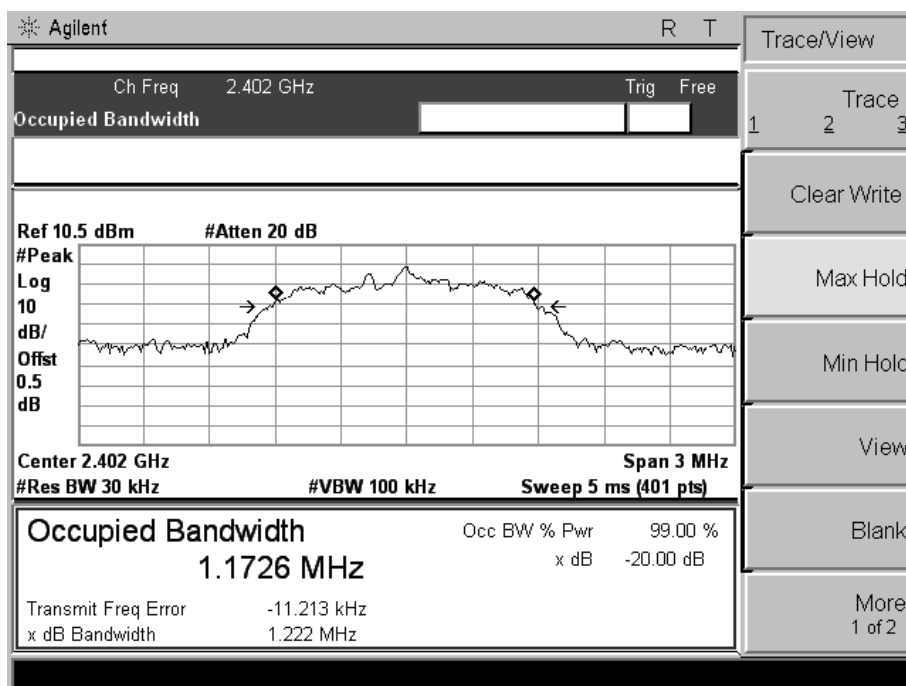 Agilent R T
Trace/View
Ch Freq 2.402 GHz Trig Free
Occupied Bandwidth
Trace
1 2 3
Clear Write
Max Hold
Min Hold
View
Blank
More
1 of 2
Ref 10.5 dBm #Atten 20 dB
#Peak
Log
10
dB/
Offst
0.5
dB
Center 2.402 GHz Span 3 MHz
#Res BW 30 kHz #VBW 100 kHz Sweep 5 ms (401 pts)
Occupied Bandwidth
1.1726 MHz
Occ BW % Pwr 99.00 %
x dB -20.00 dB
Transmit Freq Error -11.213 kHz
x dB Bandwidth 1.222 MHz